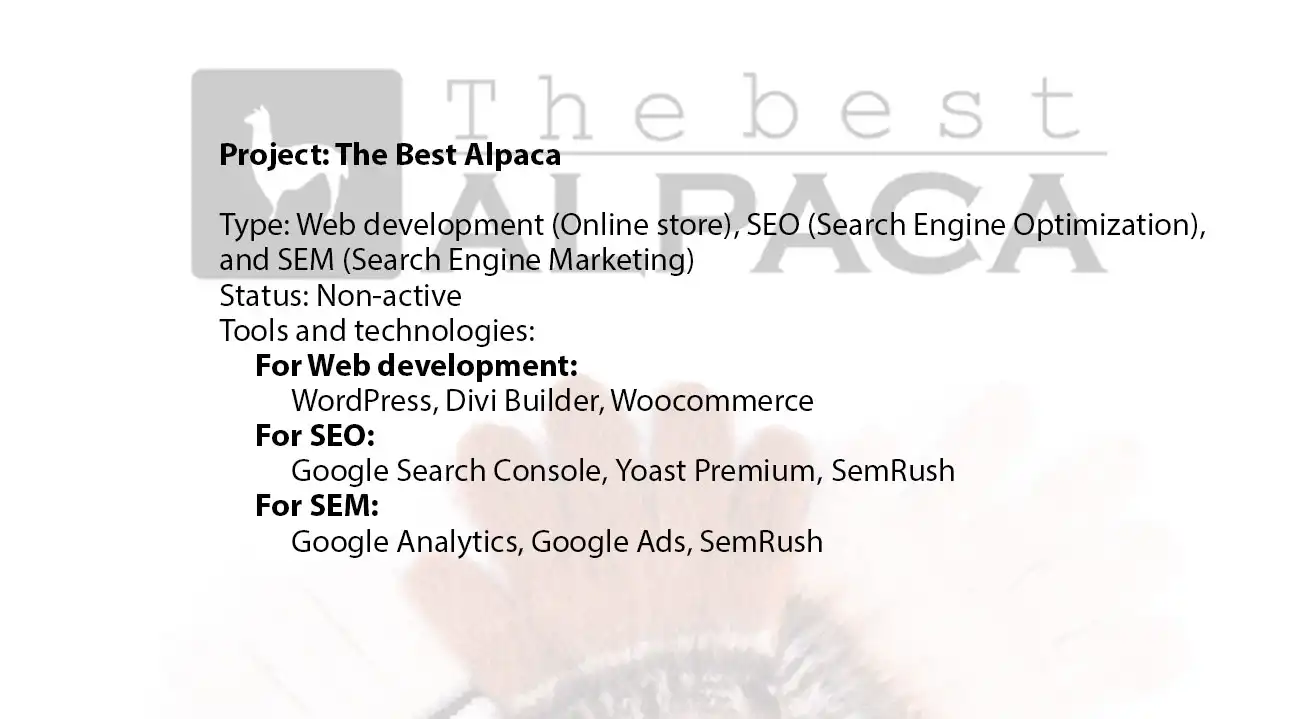 The best
ALPACA
Project: The Best Alpaca
Type: Web development (Online store), SEO (Search Engine Optimization),
and SEM (Search Engine Marketing)
Status: Non-active
Tools and technologies:
For Web development:
WordPress, Divi Builder, Woocommerce
For SEO:
Google Search Console, Yoast Premium, SemRush
For SEM:
Google Analytics, Google Ads, SemRush